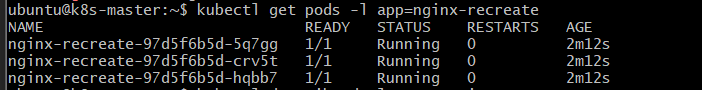 ubuntu@k8s-master:~$ kubectl get pods -l app=nginx-recreate
NAME READY STATUS RESTARTS AGE
nginx-recreate-97d5f6b5d-5q7gg 1/1 Running 0 2m12s
nginx-recreate-97d5f6b5d-crv5t 1/1 Running 0 2m12s
nginx-recreate-97d5f6b5d-hqbb7 1/1 Running 0 2m12s